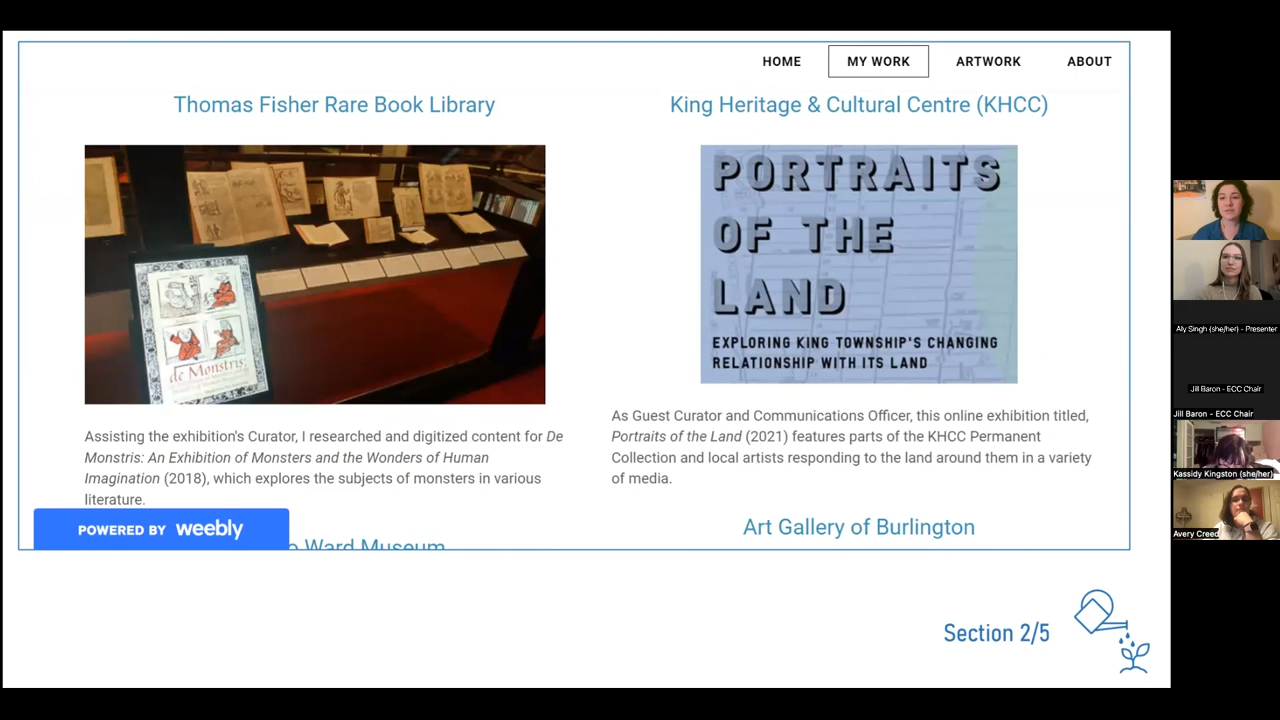 HOME MY WORK ARTWORK ABOUT
Thomas Fisher Rare Book Library
de Monstris
Assisting the exhibition's Curator, I researched and digitized content for De
Monstris: An Exhibition of Monsters and the Wonders of Human
Imagination (2018), which explores the subjects of monsters in various
literature.
POWERED BY weebly
o Ward Museum
King Heritage & Cultural Centre (KHCC)
PORTRAITS
OF THE
LAND
EXPLORING KING TOWNSHIP'S CHANGING
RELATIONSHIP WITH ITS LAND
As Guest Curator and Communications Officer, this online exhibition titled,
Portraits of the Land (2021) features parts of the KHCC Permanent
Collection and local artists responding to the land around them in a variety
of media.
Art Gallery of Burlington
Section 2/5
Aly Singh (she/her) - Presenter
Jill Baron - ECC Chair
Jill Baron - ECC Chair
Kassidy Kingston (she/her)
Avery Creed